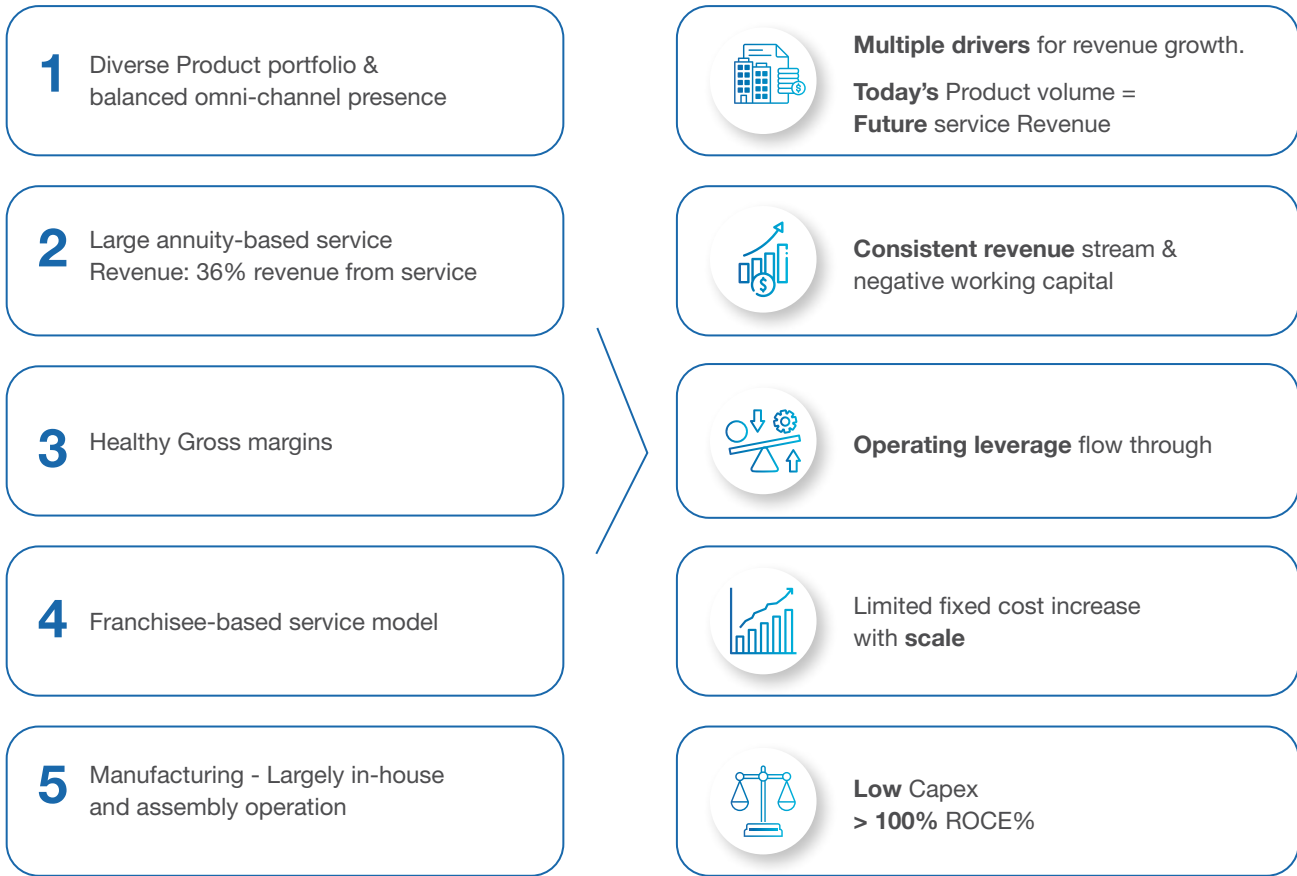 1
Diverse Product portfolio &
balanced omni-channel presence
Multiple drivers for revenue growth.
Today's Product volume =
Future service Revenue
2
Large annuity-based service
Revenue: 36% revenue from service
Consistent revenue stream &
negative working capital
3
Healthy Gross margins
Operating leverage flow through
4
Franchisee-based service model
Limited fixed cost increase
with scale
5
Manufacturing - Largely in-house
and assembly operation
Low Capex
> 100% ROCE%